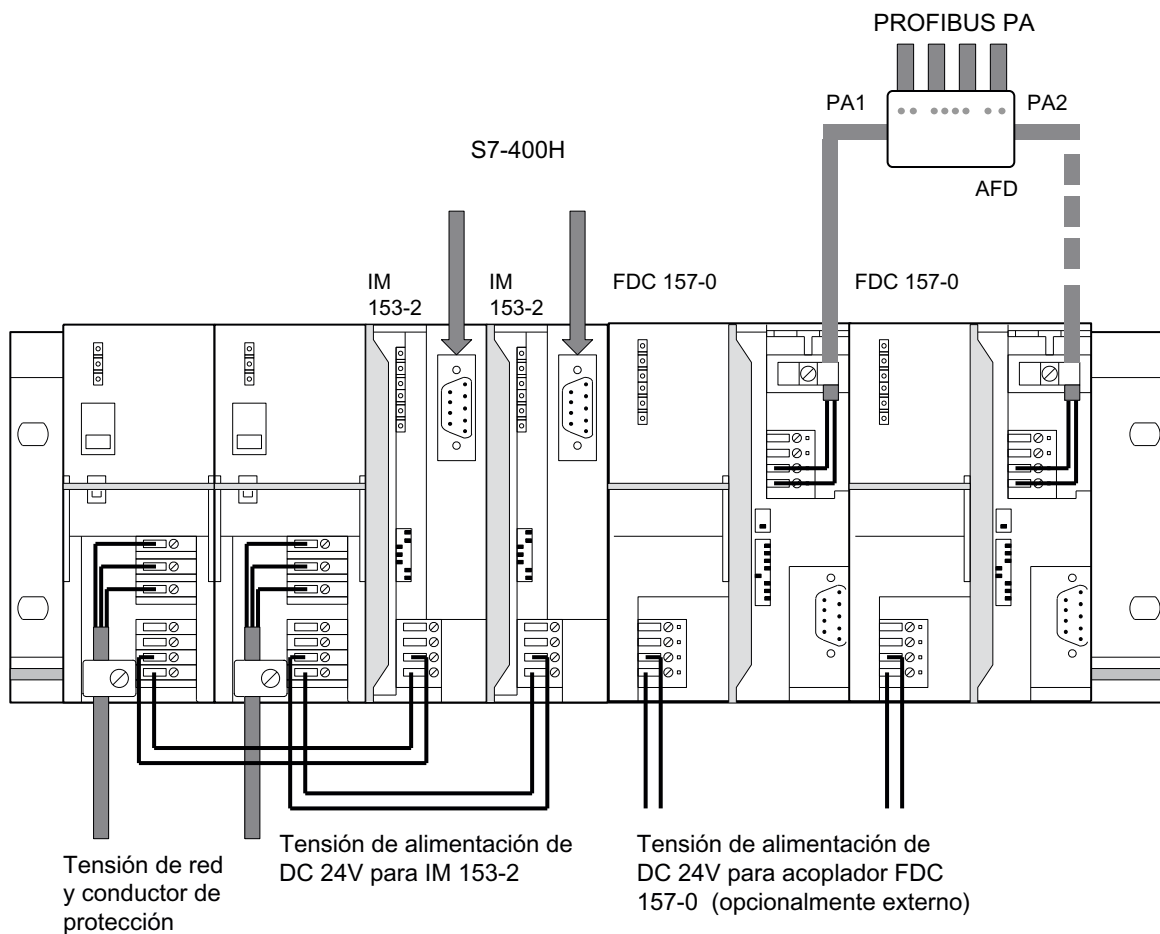 PROFIBUS PA
PA1
PA2
AFD
S7-400H
IM
153-2
IM
153-2
FDC 157-0
FDC 157-0
Tensión de red
y conductor de
protección
Tensión de alimentación de
DC 24V para IM 153-2
Tensión de alimentación de
DC 24V para acoplador FDC
157-0 (opcionalmente externo)